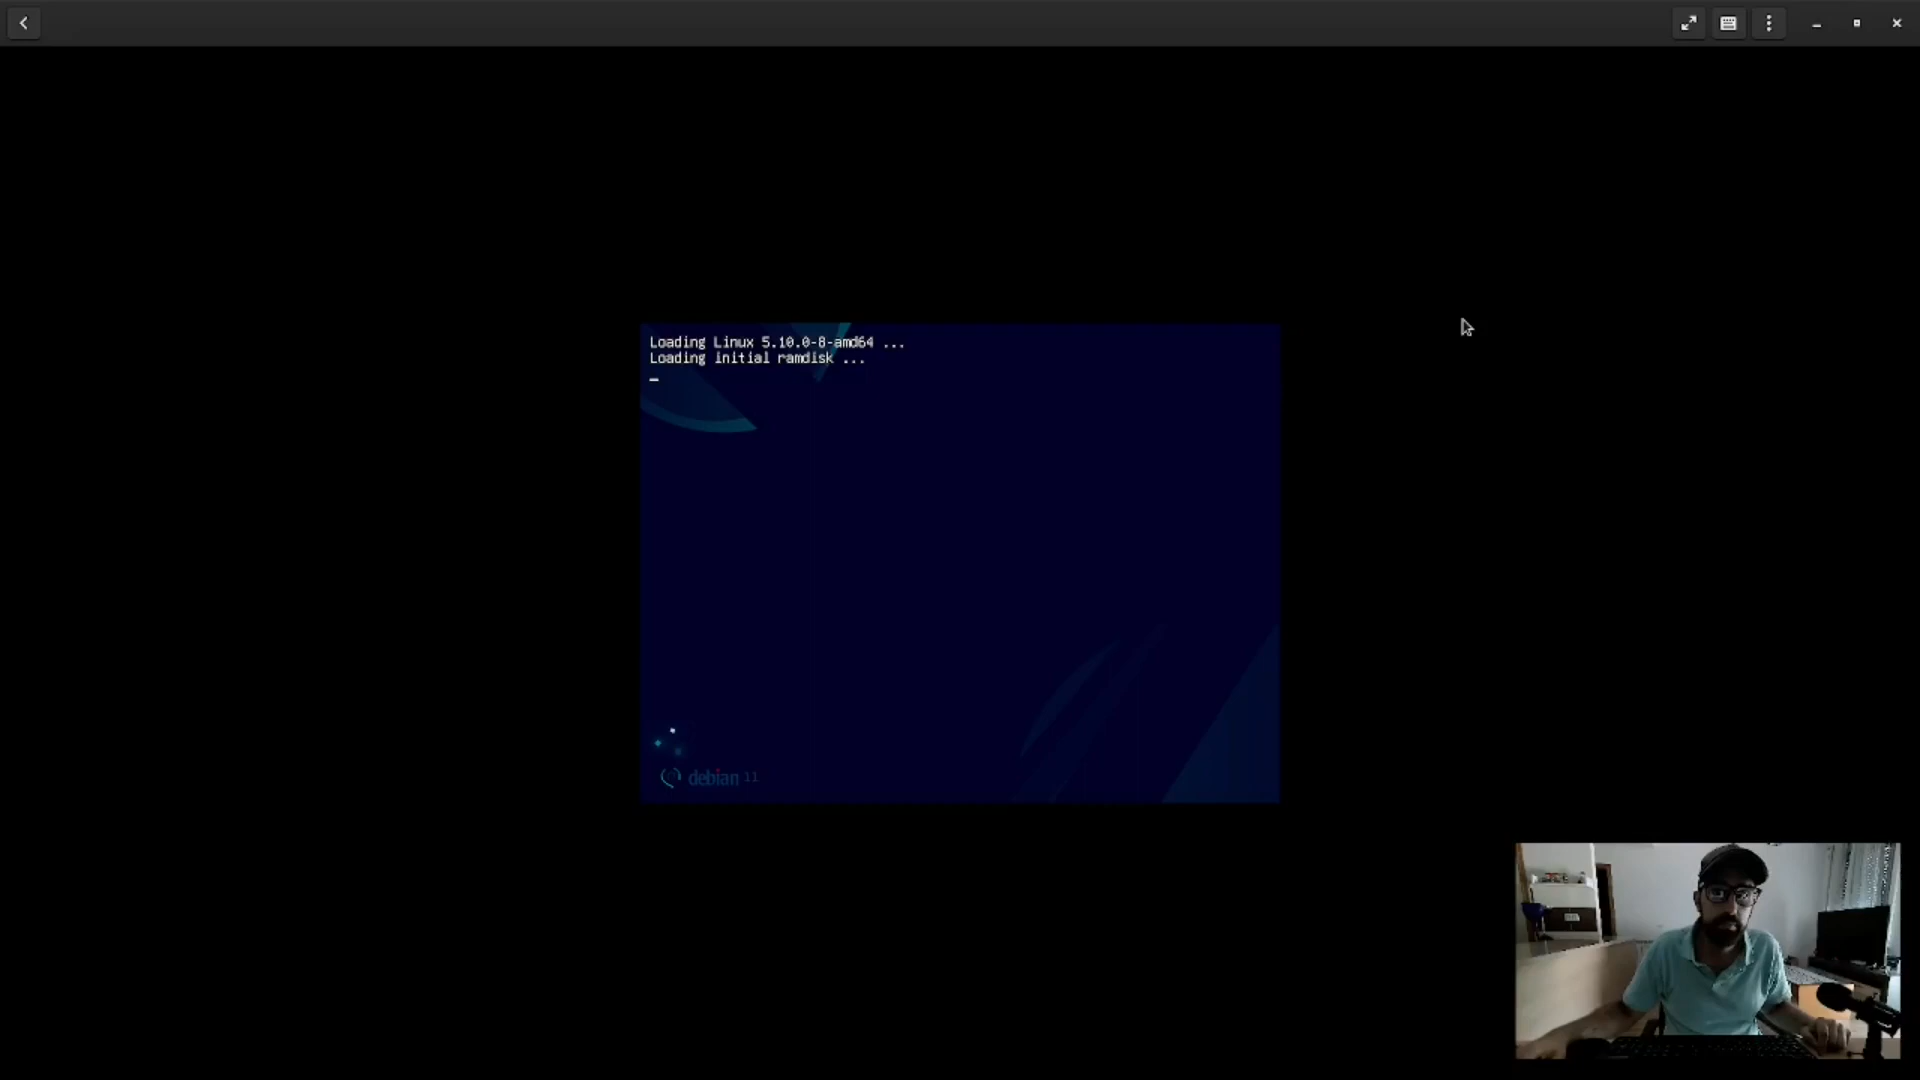 Loading Linux 5.10.0-8-amd64 ...
Loading initial ramdisk ...
debian 11